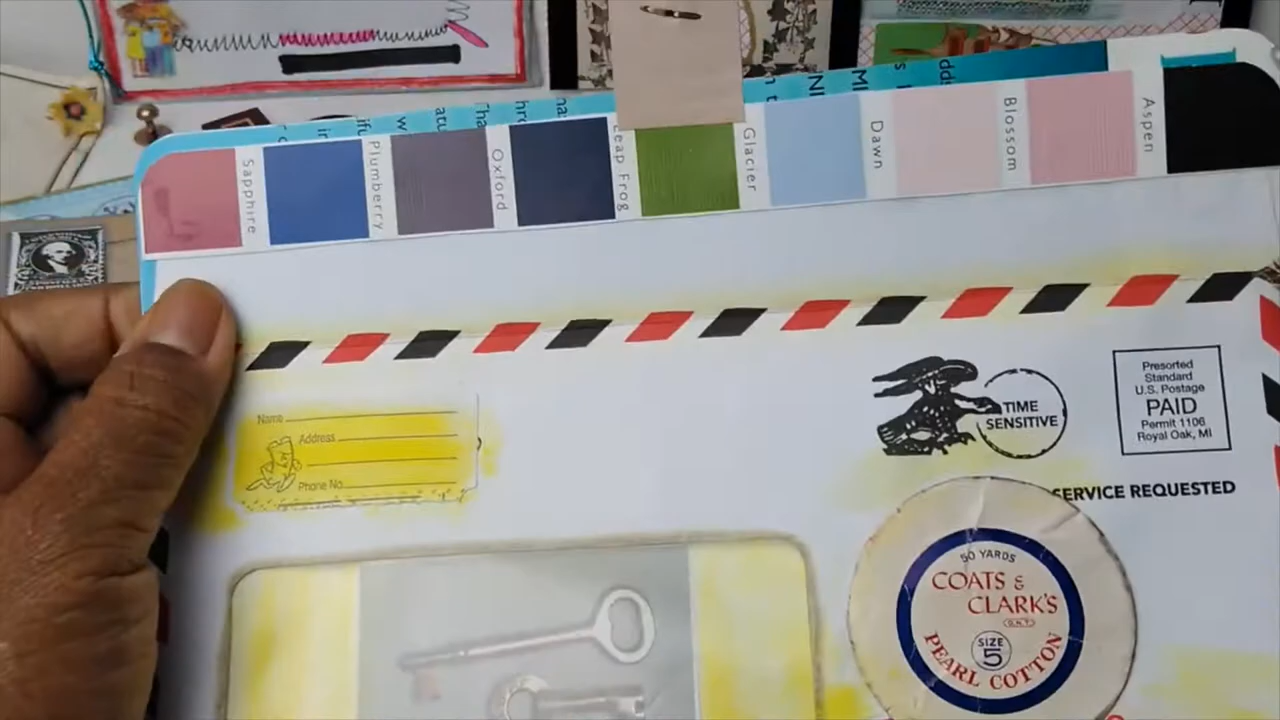 Sapphire
Plumberry
Oxford
Leap Frog
Glacier
Dawn
Blossom
Aspen
Name
Address
Phone No.
TIME
SENSITIVE
Presorted
Standard
U.S. Postage
PAID
Permit 1106
Royal Oak, MI
SERVICE REQUESTED
50 YARDS
COATS &
CLARK'S
O.N.T.
SIZE
5
PEARL COTTON